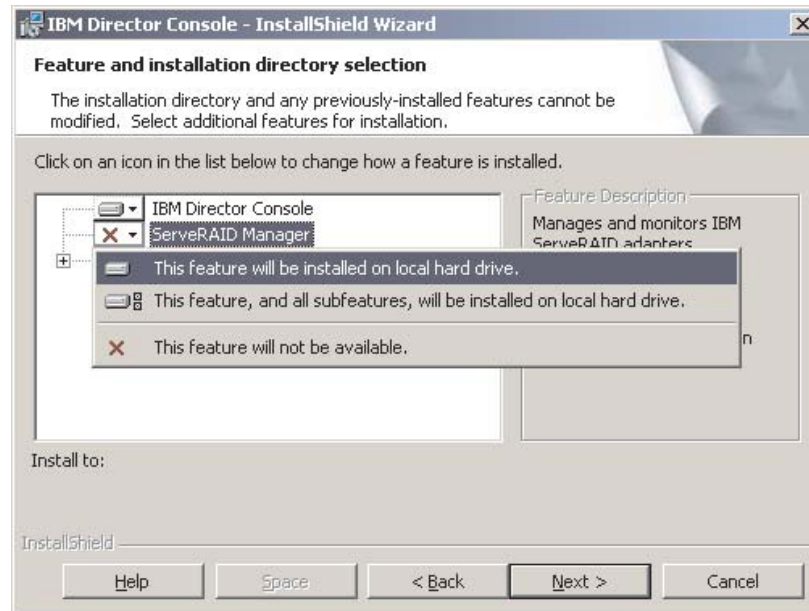 IBM Director Console - InstallShield Wizard
Feature and installation directory selection
The installation directory and any previously-installed features cannot be
modified. Select additional features for installation.
Click on an icon in the list below to change how a feature is installed.
IBM Director Console
ServeRAID Manager
This feature will be installed on local hard drive.
This feature, and all subfeatures, will be installed on local hard drive.
This feature will not be available.
Feature Description
Manages and monitors IBM
ServeRAID adapters
n
Install to:
InstallShield
Help
Space
< Back
Next >
Cancel